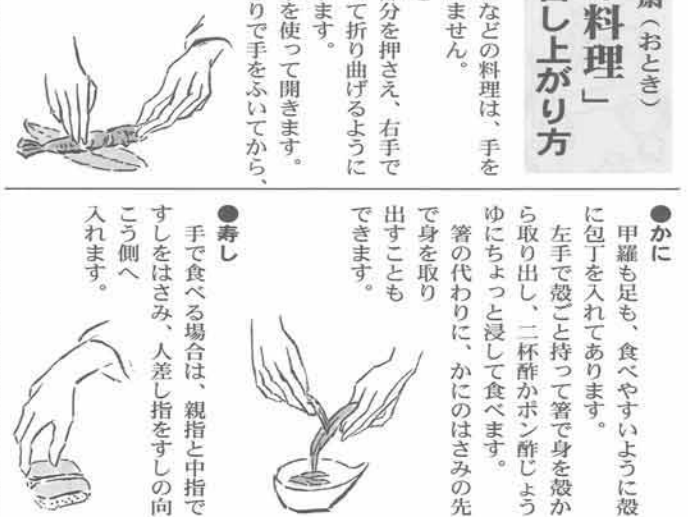 斎（おとき）
料理」
し上がり方
などの料理は、手を
ません。
分を押さえ、右手で
て折り曲げるように
ます。
を使って開きます。
りで手をふいてから、
●かに
甲羅も足も、食べやすいように殻
に包丁を入れてあります。
左手で殻ごと持って箸で身を殻か
ら取り出し、二杯酢かポン酢じょう
ゆにちょっと浸して食べます。
箸の代わりに、かにのはさみの先
で身を取り
出すことも
できます。
●寿し
手で食べる場合は、親指と中指で
すしをはさみ、人差し指をすしの向
こう側へ
入れます。